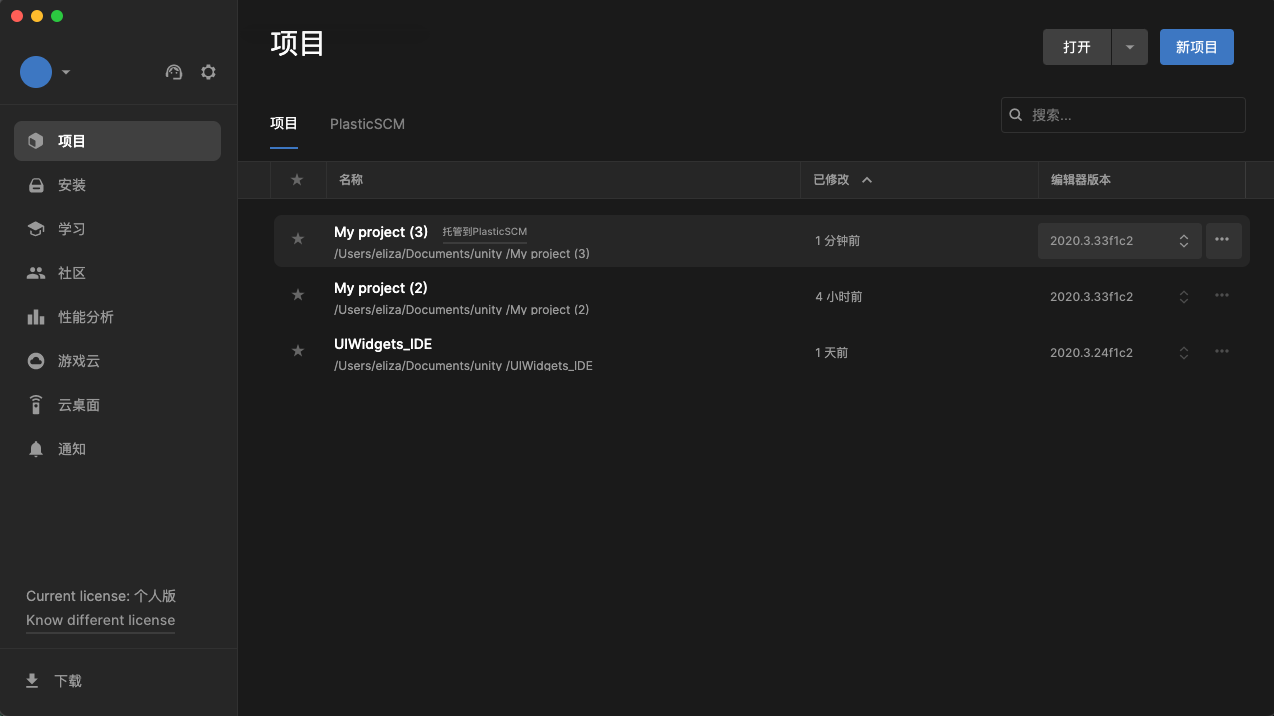 项目
打开
新项目
项目
PlasticSCM
搜索...
项目
安装
学习
社区
性能分析
游戏云
云桌面
通知
名称
已修改
编辑器版本
My project (3)
托管到PlasticSCM
/Users/eliza/Documents/unity /My project (3)
1 分钟前
2020.3.33f1c2
My project (2)
/Users/eliza/Documents/unity /My project (2)
4 小时前
2020.3.33f1c2
UIWidgets_IDE
/Users/eliza/Documents/unity /UIWidgets_IDE
1 天前
2020.3.24f1c2
Current license: 个人版
Know different license
下载